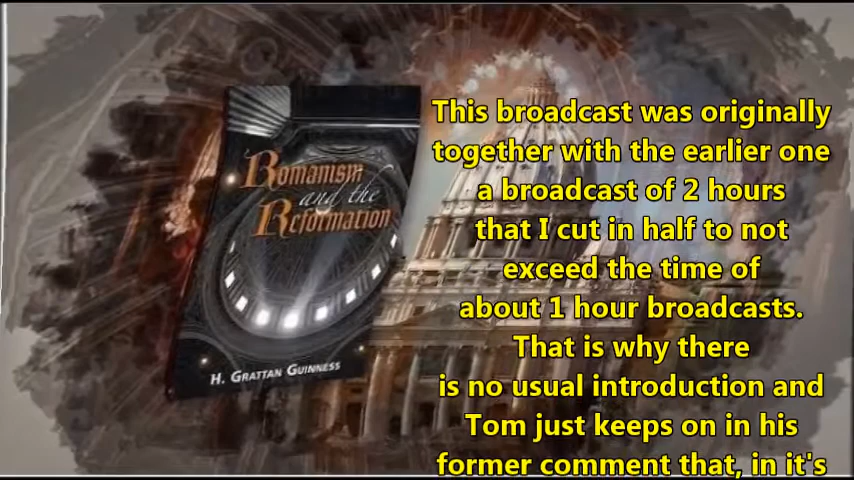 Romanism
and the
Reformation
H. GRATTAN GUINNESS
This broadcast was originally
together with the earlier one
a broadcast of 2 hours
that I cut in half to not
exceed the time of
about 1 hour broadcasts.
That is why there
is no usual introduction and
Tom just keeps on in his
former comment that, in it's